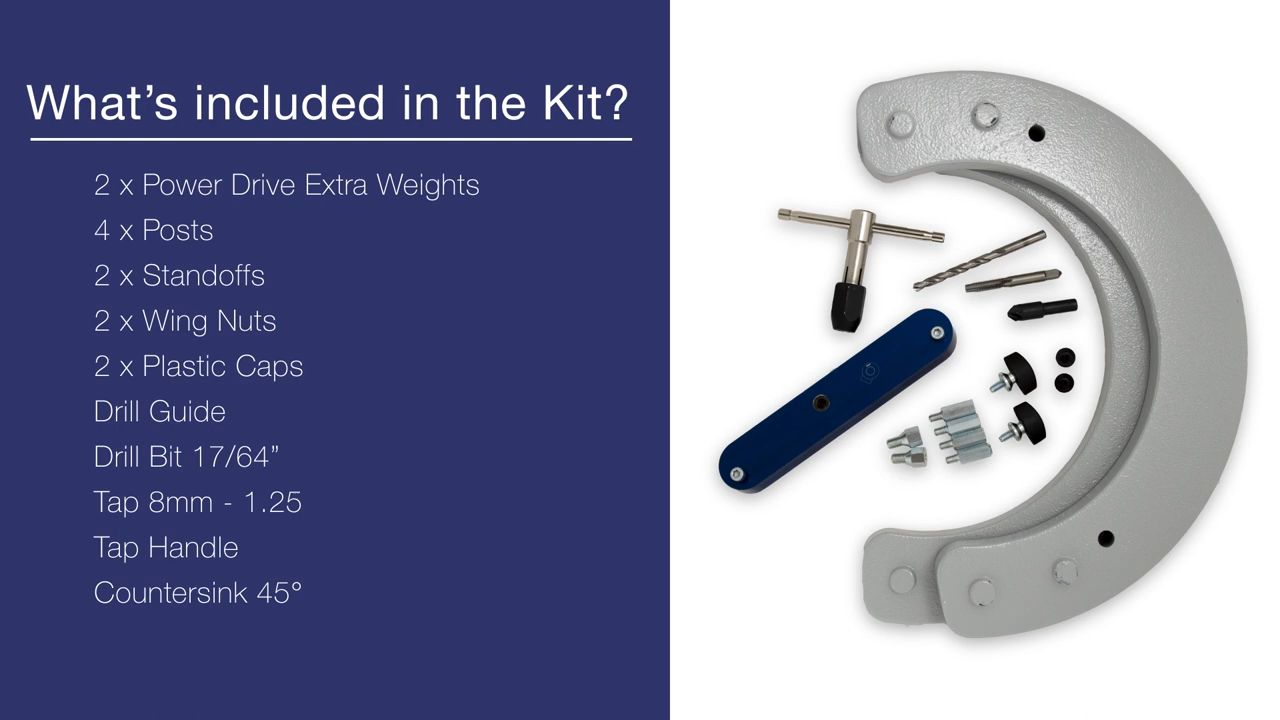 What’s included in the Kit?
2 x Power Drive Extra Weights
4 x Posts
2 x Standoffs
2 x Wing Nuts
2 x Plastic Caps
Drill Guide
Drill Bit 17/64”
Tap 8mm - 1.25
Tap Handle
Countersink 45°